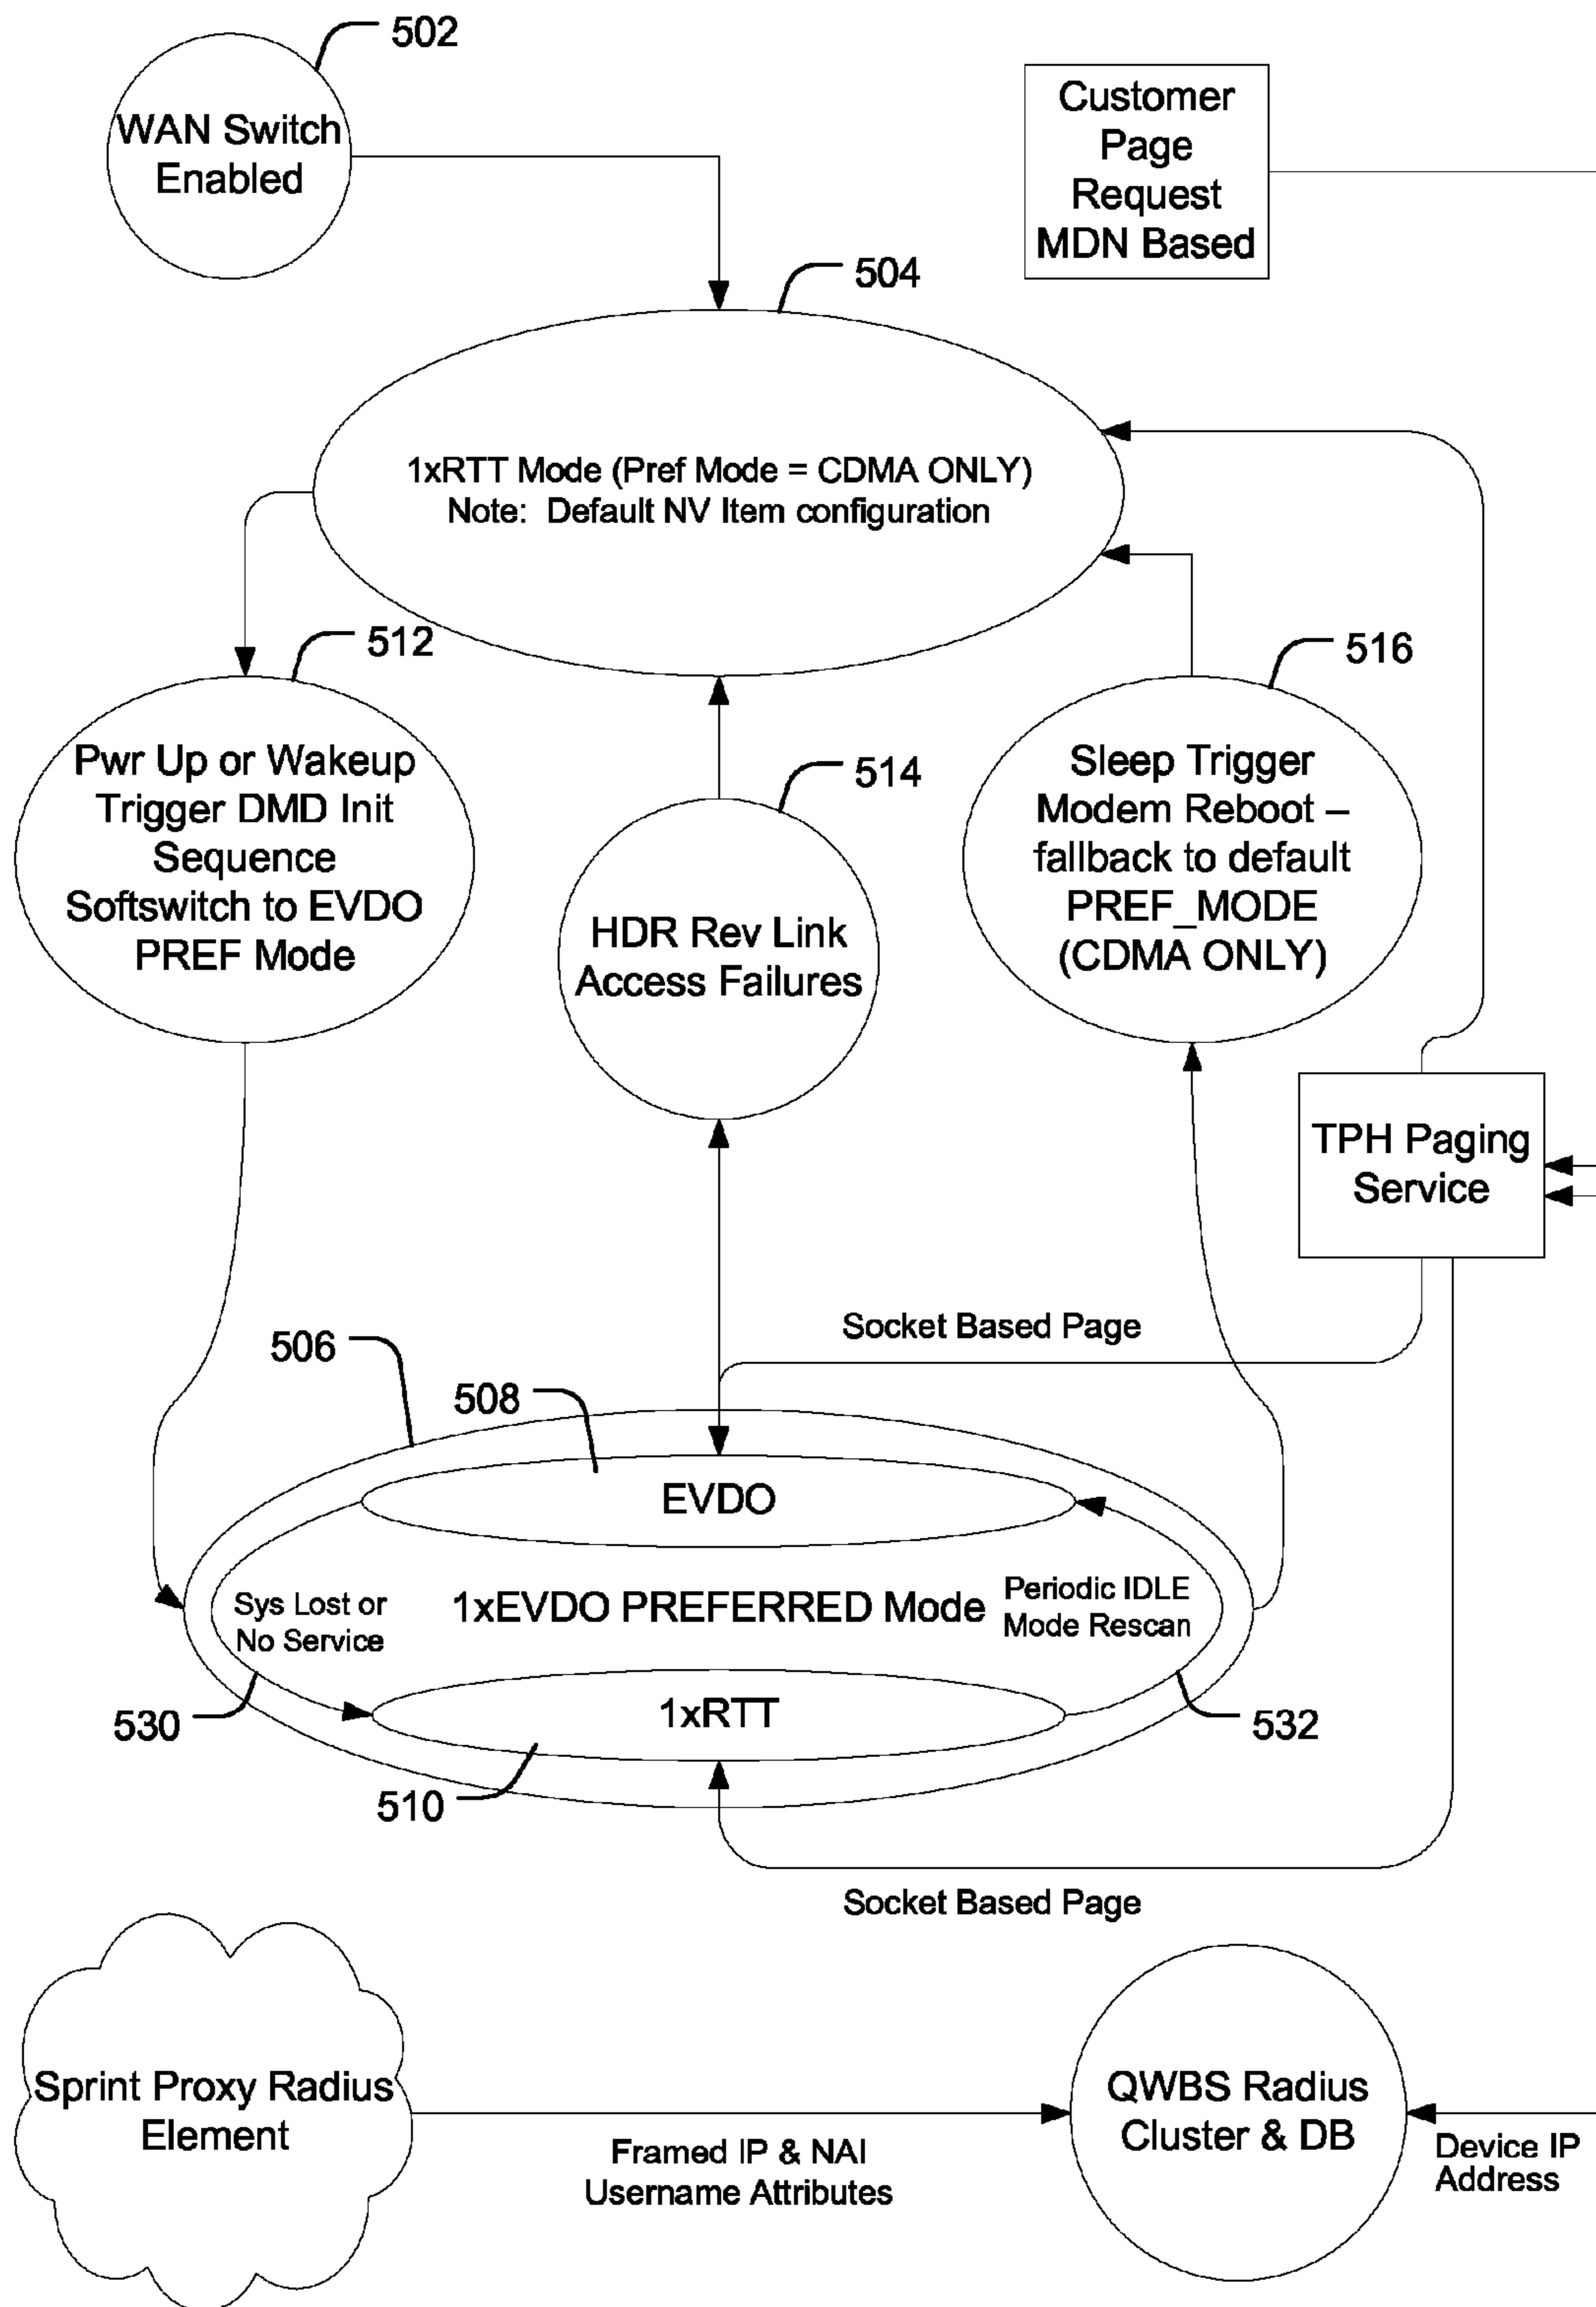 502
WAN Switch
Enabled
Customer
Page
Request
MDN Based
504
1xRTT Mode (Pref Mode = CDMA ONLY)
Note: Default NV Item configuration
512
Pwr Up or Wakeup
Trigger DMD Init
Sequence
Softswitch to EVDO
PREF Mode
514
HDR Rev Link
Access Failures
516
Sleep Trigger
Modem Reboot –
fallback to default
PREF_MODE
(CDMA ONLY)
TPH Paging
Service
Socket Based Page
506
508
EVDO
Sys Lost or
No Service
1xEVDO PREFERRED Mode
Periodic IDLE
Mode Rescan
530
1xRTT
532
510
Socket Based Page
Sprint Proxy Radius
Element
Framed IP & NAI
Username Attributes
QWBS Radius
Cluster & DB
Device IP
Address